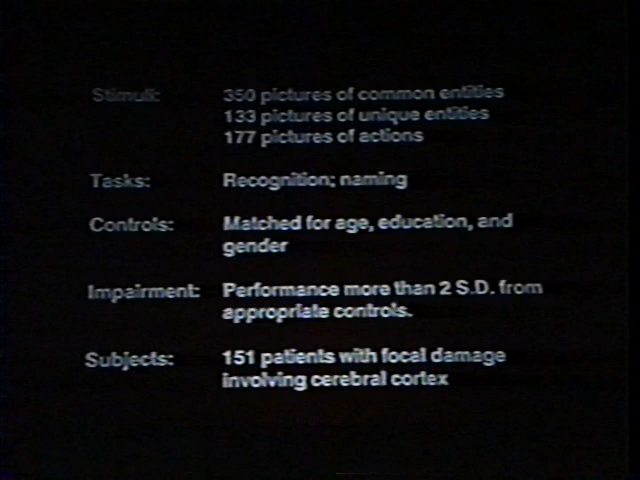 Stimuli: 350 pictures of common entities
133 pictures of unique entities
177 pictures of actions
Tasks: Recognition; naming
Controls: Matched for age, education, and
gender
Impairment: Performance more than 2 S.D. from
appropriate controls.
Subjects: 151 patients with focal damage
involving cerebral cortex